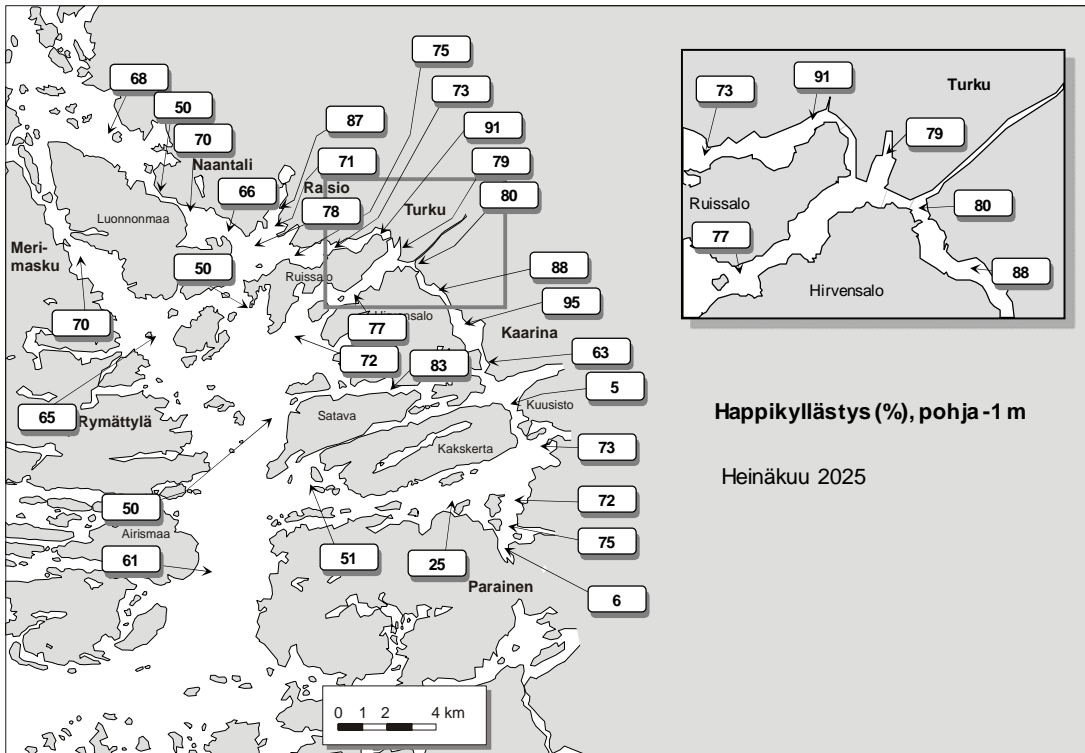 75
68
73
50
87
91
70
Naantali
71
79
66
Raisio
80
78
Turku
Luonnonmaa
Meri-
masku
50
Ruissalo
88
Hirvensalo
95
70
77
Kaarina
72
63
83
5
65
Rymättylä
Satava
Kuusisto
Kakskerta
73
50
72
Airismaa
61
51
25
75
Parainen
6
0 1 2 4 km
91
Turku
73
79
Ruissalo
80
77
88
Hirvensalo
Happikyllästys (%), pohja -1 m
Heinäkuu 2025